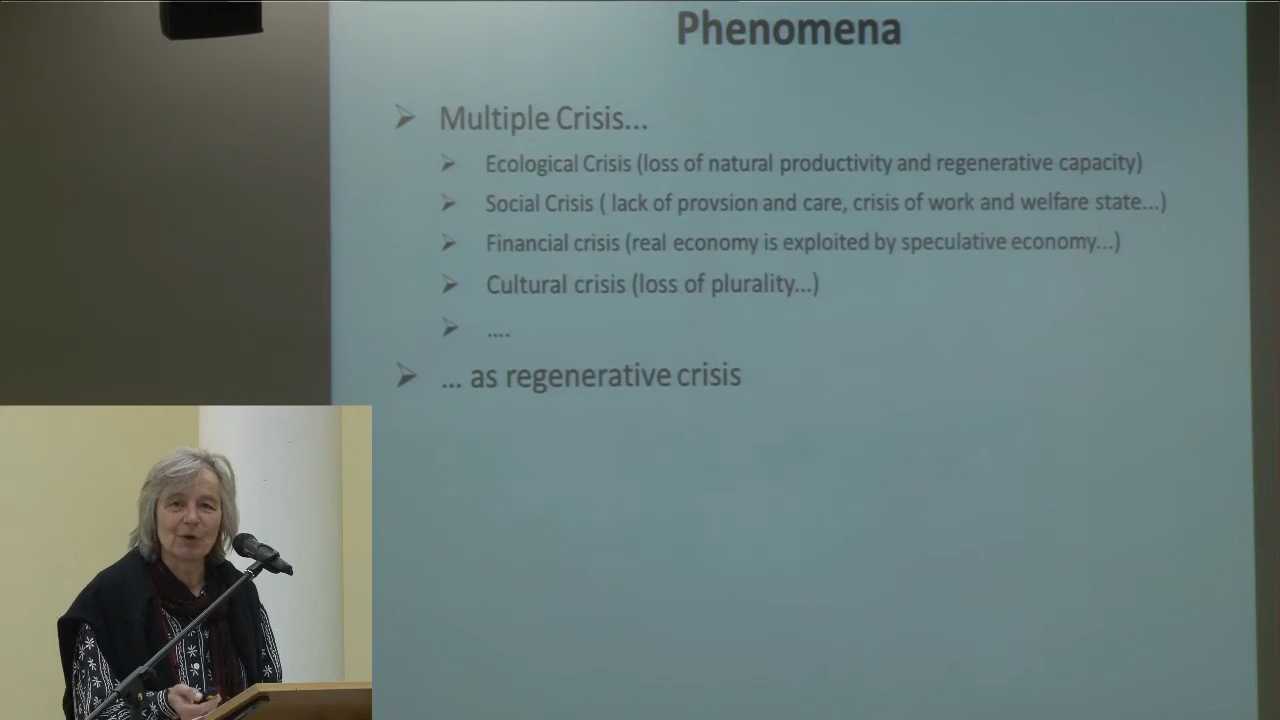 Phenomena
Multiple Crisis...
Ecological Crisis (loss of natural productivity and regenerative capacity)
Social Crisis ( lack of provsion and care, crisis of work and welfare state...)
Financial crisis (real economy is exploited by speculative economy...)
Cultural crisis (loss of plurality...)
....
... as regenerative crisis